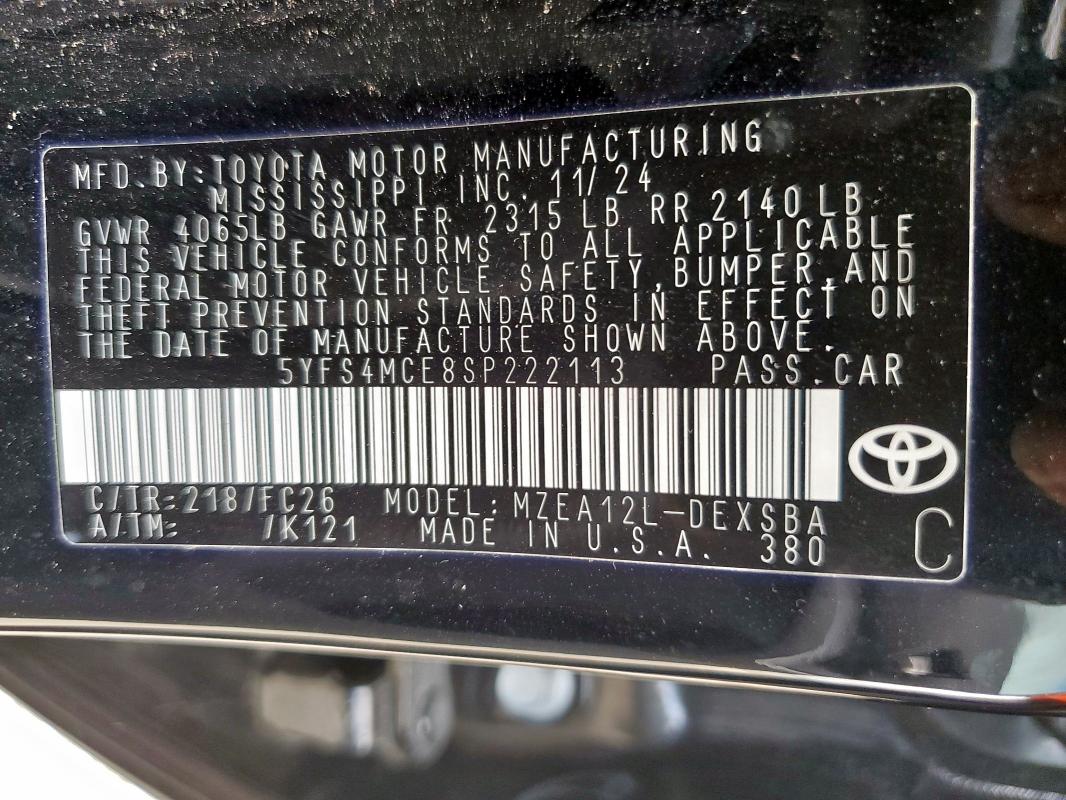 MFD.BY:TOYOTA MOTOR MANUFACTURING
MISSISSIPPI INC. 11/24
GVWR 4065LB GAWR FR 2315 LB RR 2140LB
THIS VEHICLE CONFORMS TO ALL APPLICABLE
FEDERAL MOTOR VEHICLE SAFETY,BUMPER,AND
THEFT PREVENTION STANDARDS IN EFFECT ON
THE DATE OF MANUFACTURE SHOWN ABOVE.
5YFS4MCE8SP222113 PASS.CAR
C/TR:218/FC26 MODEL:MZEA12L-DEXSBA
A/TM: /K121 MADE IN U.S.A. 380
C